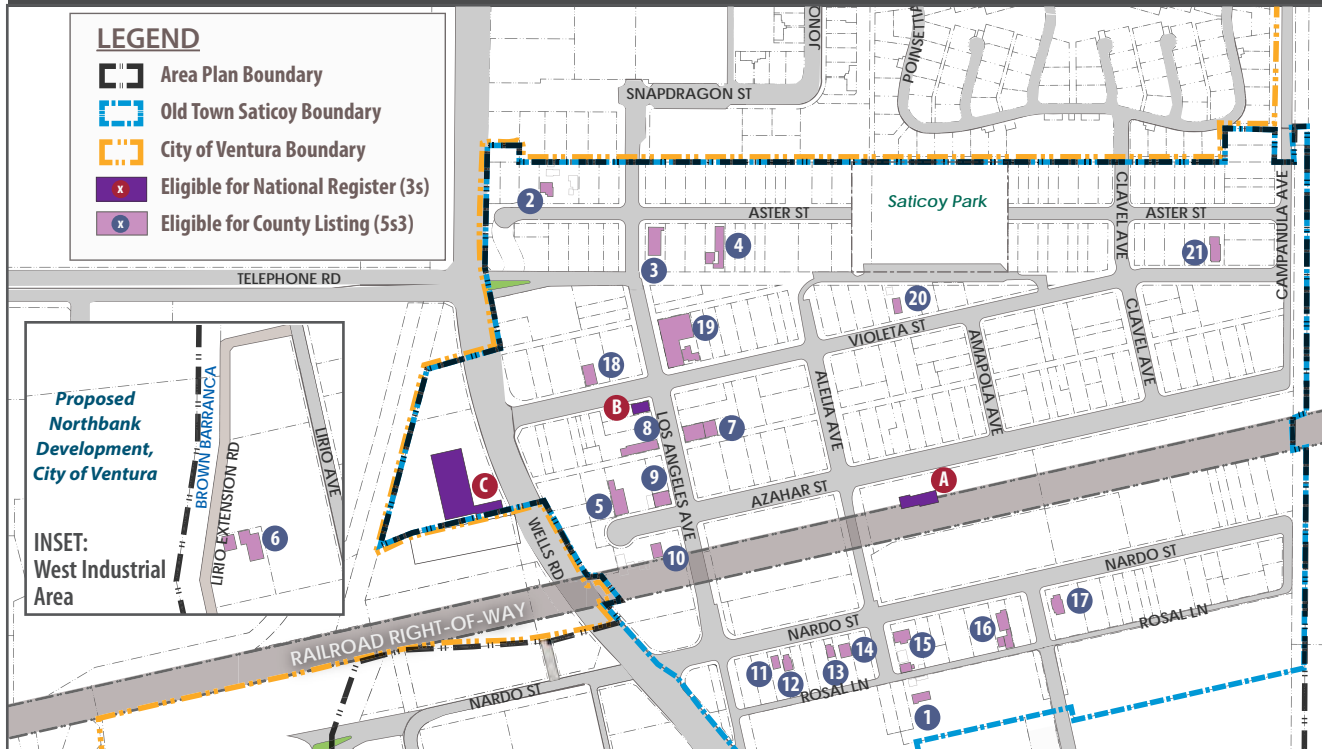 LEGEND
Area Plan Boundary
Old Town Saticoy Boundary
City of Ventura Boundary
x Eligible for National Register (3s)
x Eligible for County Listing (5s3)
SNAPDRAGON ST
POINSETTIA
2
ASTER ST
Saticoy Park
CLAVEL AVE
ASTER ST
CAMPANULA AVE
3
4
21
TELEPHONE RD
20
19
VIOLETA ST
18
AMAPOLA AVE
CLAVEL AVE
ALELIA AVE
B
8
LOS ANGELES AVE
7
C
9
5
AZAHAR ST
A
WELLS RD
10
NARDO ST
RAILROAD RIGHT-OF-WAY
NARDO ST
17
ROSAL LN
16
15
14
13
12
11
ROSAL LN
1
NARDO ST
Proposed
Northbank
Development,
City of Ventura
BROWN BARRANCA
LIRIO EXTENSION RD
LIRIO AVE
6
INSET:
West Industrial
Area